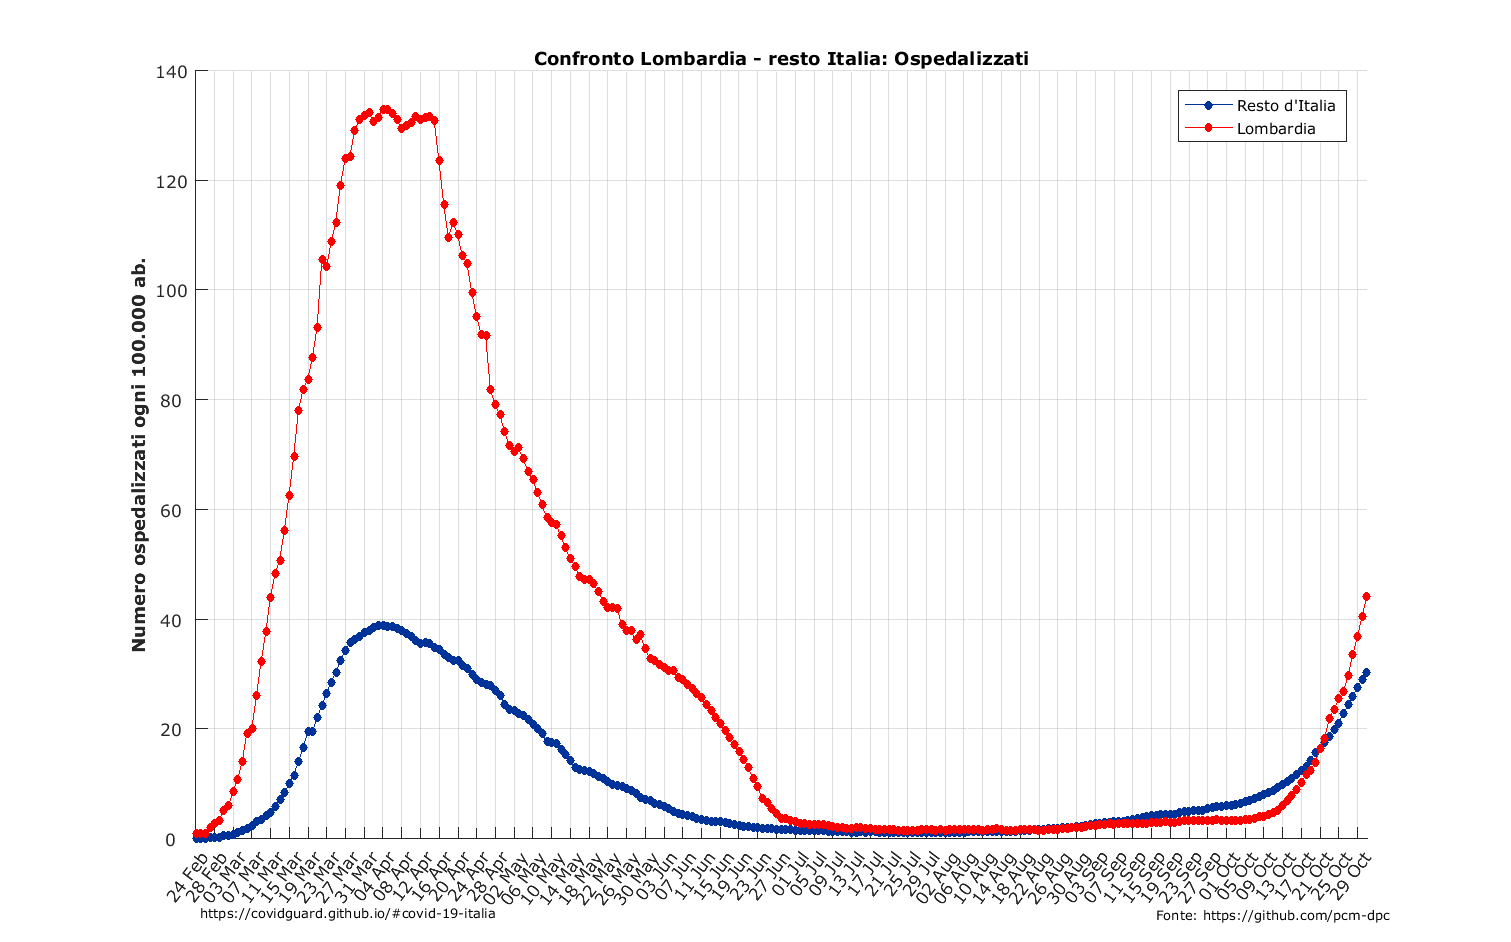 Confronto Lombardia - resto Italia: Ospedalizzati
Resto d'Italia
Lombardia
Numero ospedalizzati ogni 100.000 ab.
140
120
100
80
60
40
20
0
24 Feb
28 Feb
03 Mar
07 Mar
11 Mar
15 Mar
19 Mar
23 Mar
27 Mar
31 Mar
04 Apr
08 Apr
12 Apr
16 Apr
20 Apr
24 Apr
28 Apr
02 May
06 May
10 May
14 May
18 May
22 May
26 May
30 May
03 Jun
07 Jun
11 Jun
15 Jun
19 Jun
23 Jun
27 Jun
01 Jul
05 Jul
09 Jul
13 Jul
17 Jul
21 Jul
25 Jul
29 Jul
02 Aug
06 Aug
10 Aug
14 Aug
18 Aug
22 Aug
26 Aug
30 Aug
03 Sep
07 Sep
11 Sep
15 Sep
19 Sep
23 Sep
27 Sep
01 Oct
05 Oct
09 Oct
13 Oct
17 Oct
21 Oct
25 Oct
29 Oct
https://covidguard.github.io/#covid-19-italia
Fonte: https://github.com/pcm-dpc